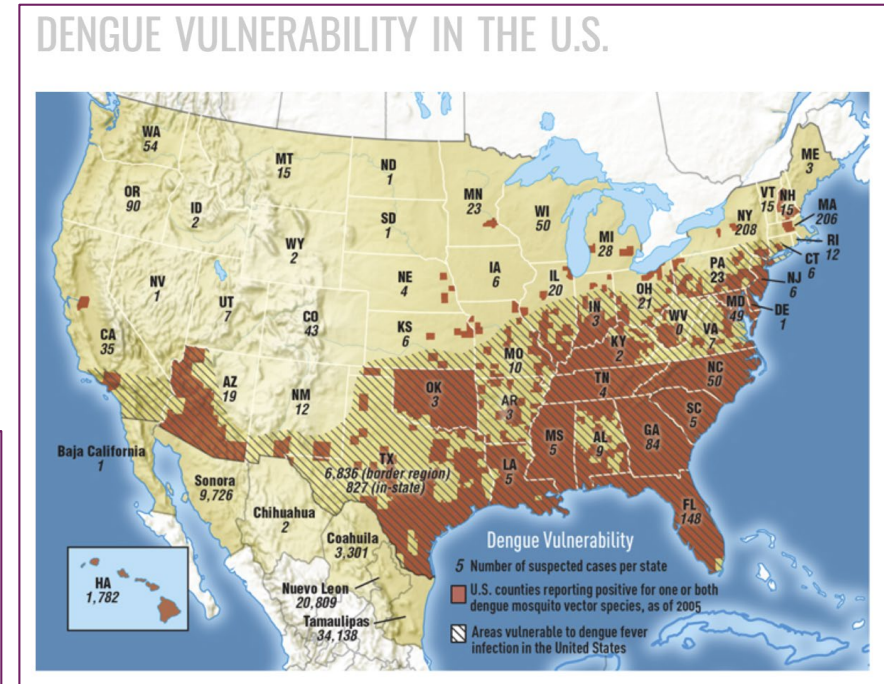 DENGUE VULNERABILITY IN THE U.S.
WA
54
MT
15
ND
1
ME
3
OR
90
ID
2
MN
23
VT
15
NH
15
MA
206
SD
1
WI
50
NY
208
MI
28
RI
12
WY
2
CT
6
IA
6
PA
23
NV
1
NE
4
IL
20
OH
21
NJ
6
UT
7
IN
3
MD
49
DE
1
CO
43
WV
0
CA
35
KS
6
VA
7
MO
10
KY
2
AZ
19
NM
12
OK
3
AR
3
TN
4
NC
50
SC
5
MS
5
AL
9
GA
84
Baja California
1
TX
6,836 (border region)
827 (in-state)
LA
5
Sonora
9,726
Chihuahua
2
FL
148
Coahuila
3,301
Dengue Vulnerability
5 Number of suspected cases per state
U.S. counties reporting positive for one or both
dengue mosquito vector species, as of 2005
Areas vulnerable to dengue fever
infection in the United States
HA
1,782
Nuevo Leon
20,809
Tamaulipas
34,138